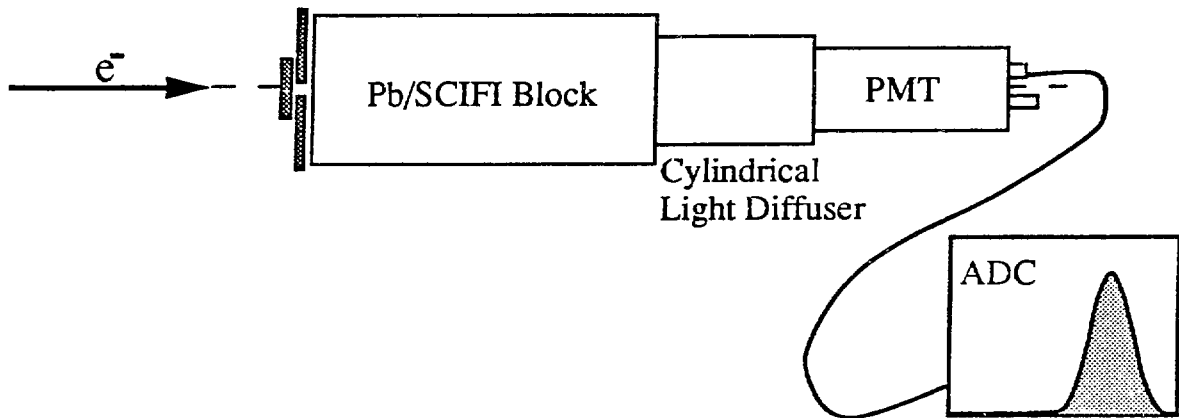 e⁻
Pb/SCIFI Block
PMT
Cylindrical
Light Diffuser
ADC